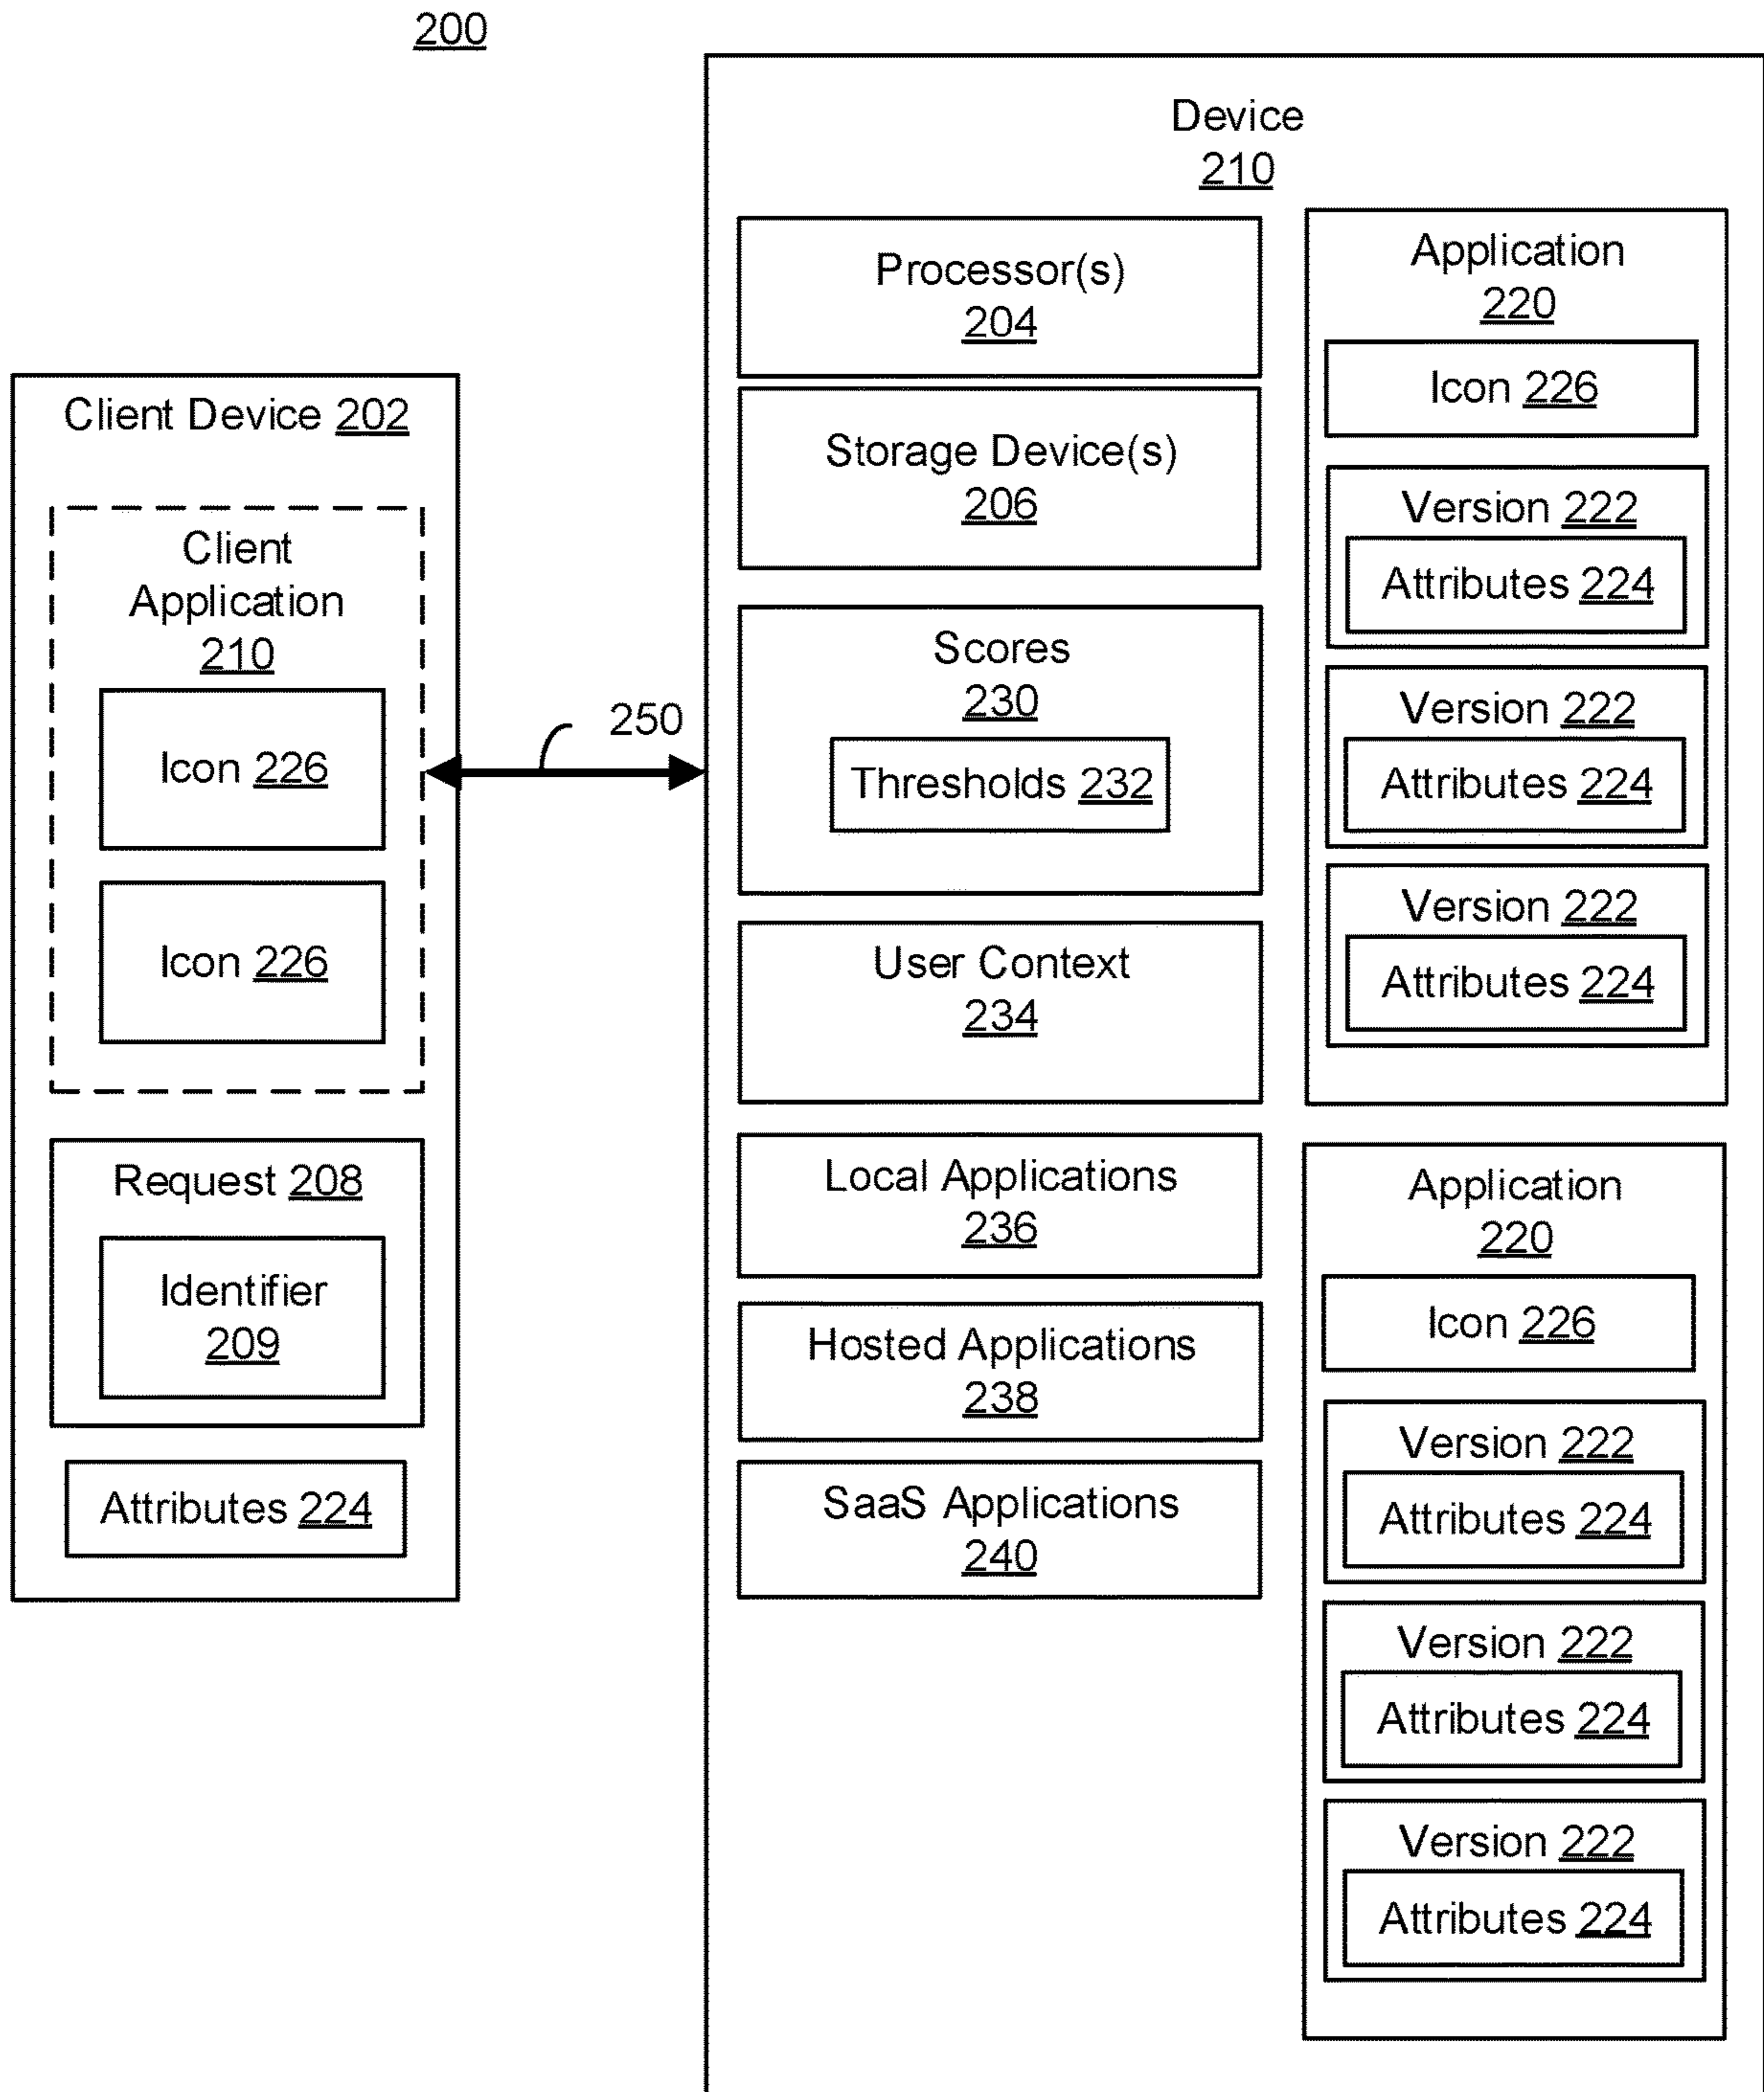 200
Client Device 202
Client
Application
210
Icon 226
Icon 226
Request 208
Identifier
209
Attributes 224
250
Device
210
Processor(s)
204
Storage Device(s)
206
Scores
230
Thresholds 232
User Context
234
Local Applications
236
Hosted Applications
238
SaaS Applications
240
Application
220
Icon 226
Version 222
Attributes 224
Version 222
Attributes 224
Version 222
Attributes 224
Application
220
Icon 226
Version 222
Attributes 224
Version 222
Attributes 224
Version 222
Attributes 224